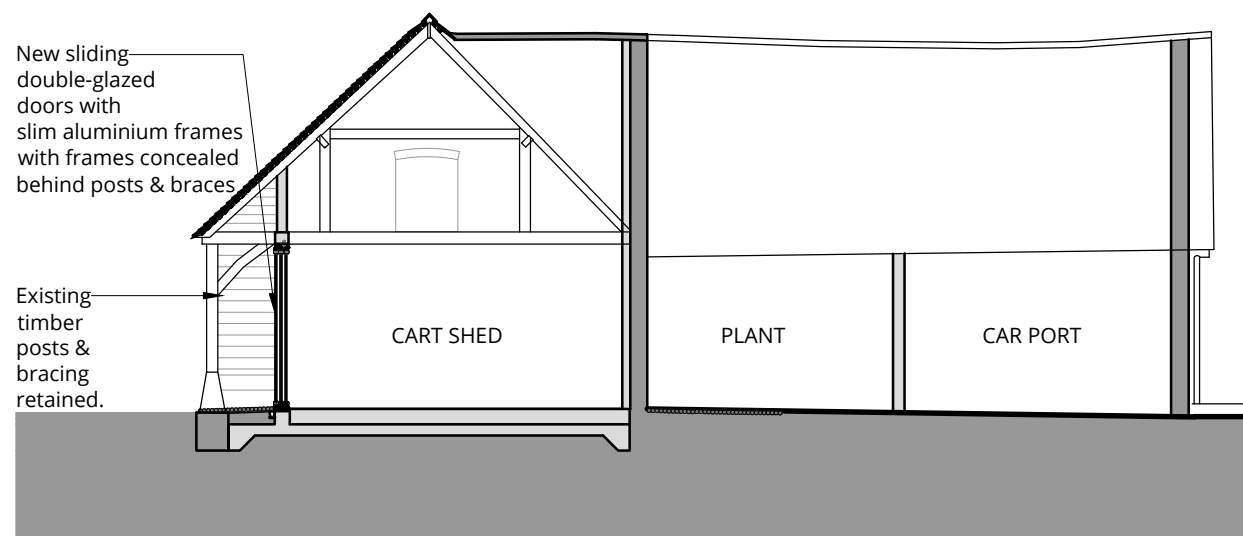 New sliding
double-glazed
doors with
slim aluminium frames
with frames concealed
behind posts & braces
Existing
timber
posts &
bracing
retained.
CART SHED
PLANT
CAR PORT